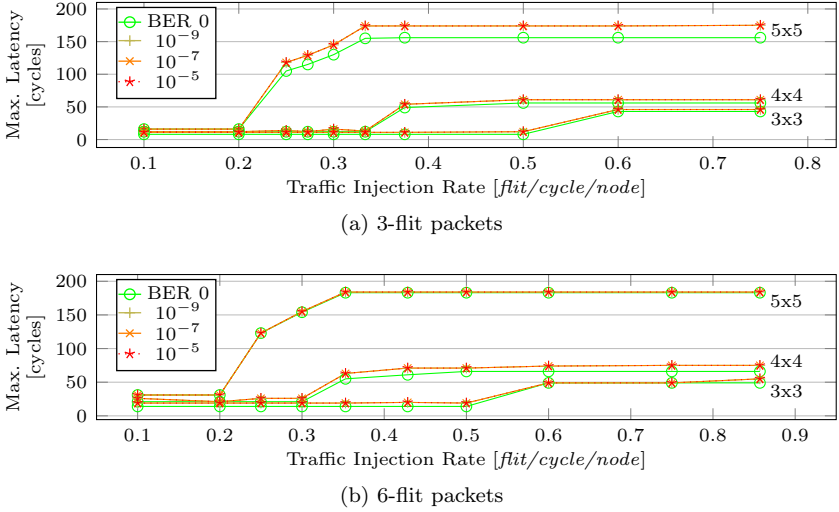 200
150
100
50
0
Max. Latency
[cycles]
BER 0
10⁻⁹
10⁻⁷
10⁻⁵
5x5
4x4
3x3
0.1 0.2 0.3 0.4 0.5 0.6 0.7 0.8
Traffic Injection Rate [flit/cycle/node]
(a) 3-flit packets
200
150
100
50
0
Max. Latency
[cycles]
BER 0
10⁻⁹
10⁻⁷
10⁻⁵
5x5
4x4
3x3
0.1 0.2 0.3 0.4 0.5 0.6 0.7 0.8 0.9
Traffic Injection Rate [flit/cycle/node]
(b) 6-flit packets